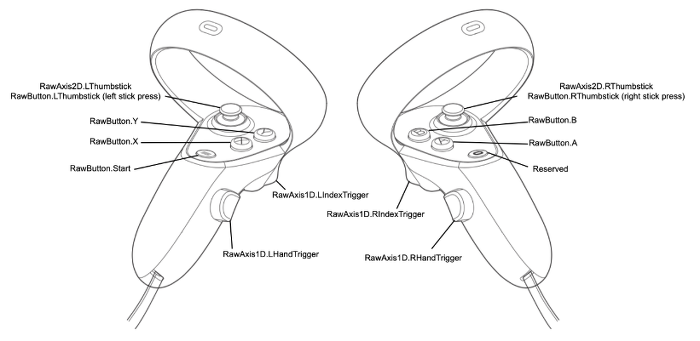 RawAxis2D.LThumbstick
RawButton.LThumbstick (left stick press)
RawButton.Y
RawButton.X
RawButton.Start
RawAxis1D.LIndexTrigger
RawAxis1D.LHandTrigger
RawAxis2D.RThumbstick
RawButton.RThumbstick (right stick press)
RawButton.B
RawButton.A
Reserved
RawAxis1D.RIndexTrigger
RawAxis1D.RHandTrigger